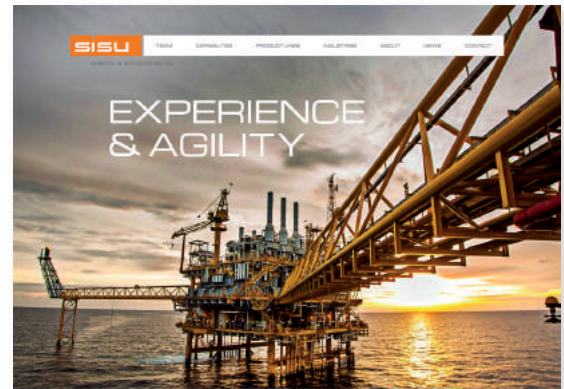 SISU
TEAM CAPABILITIES PRODUCT LINES INDUSTRIES ABOUT NEWS CONTACT
EXPERIENCE
& AGILITY